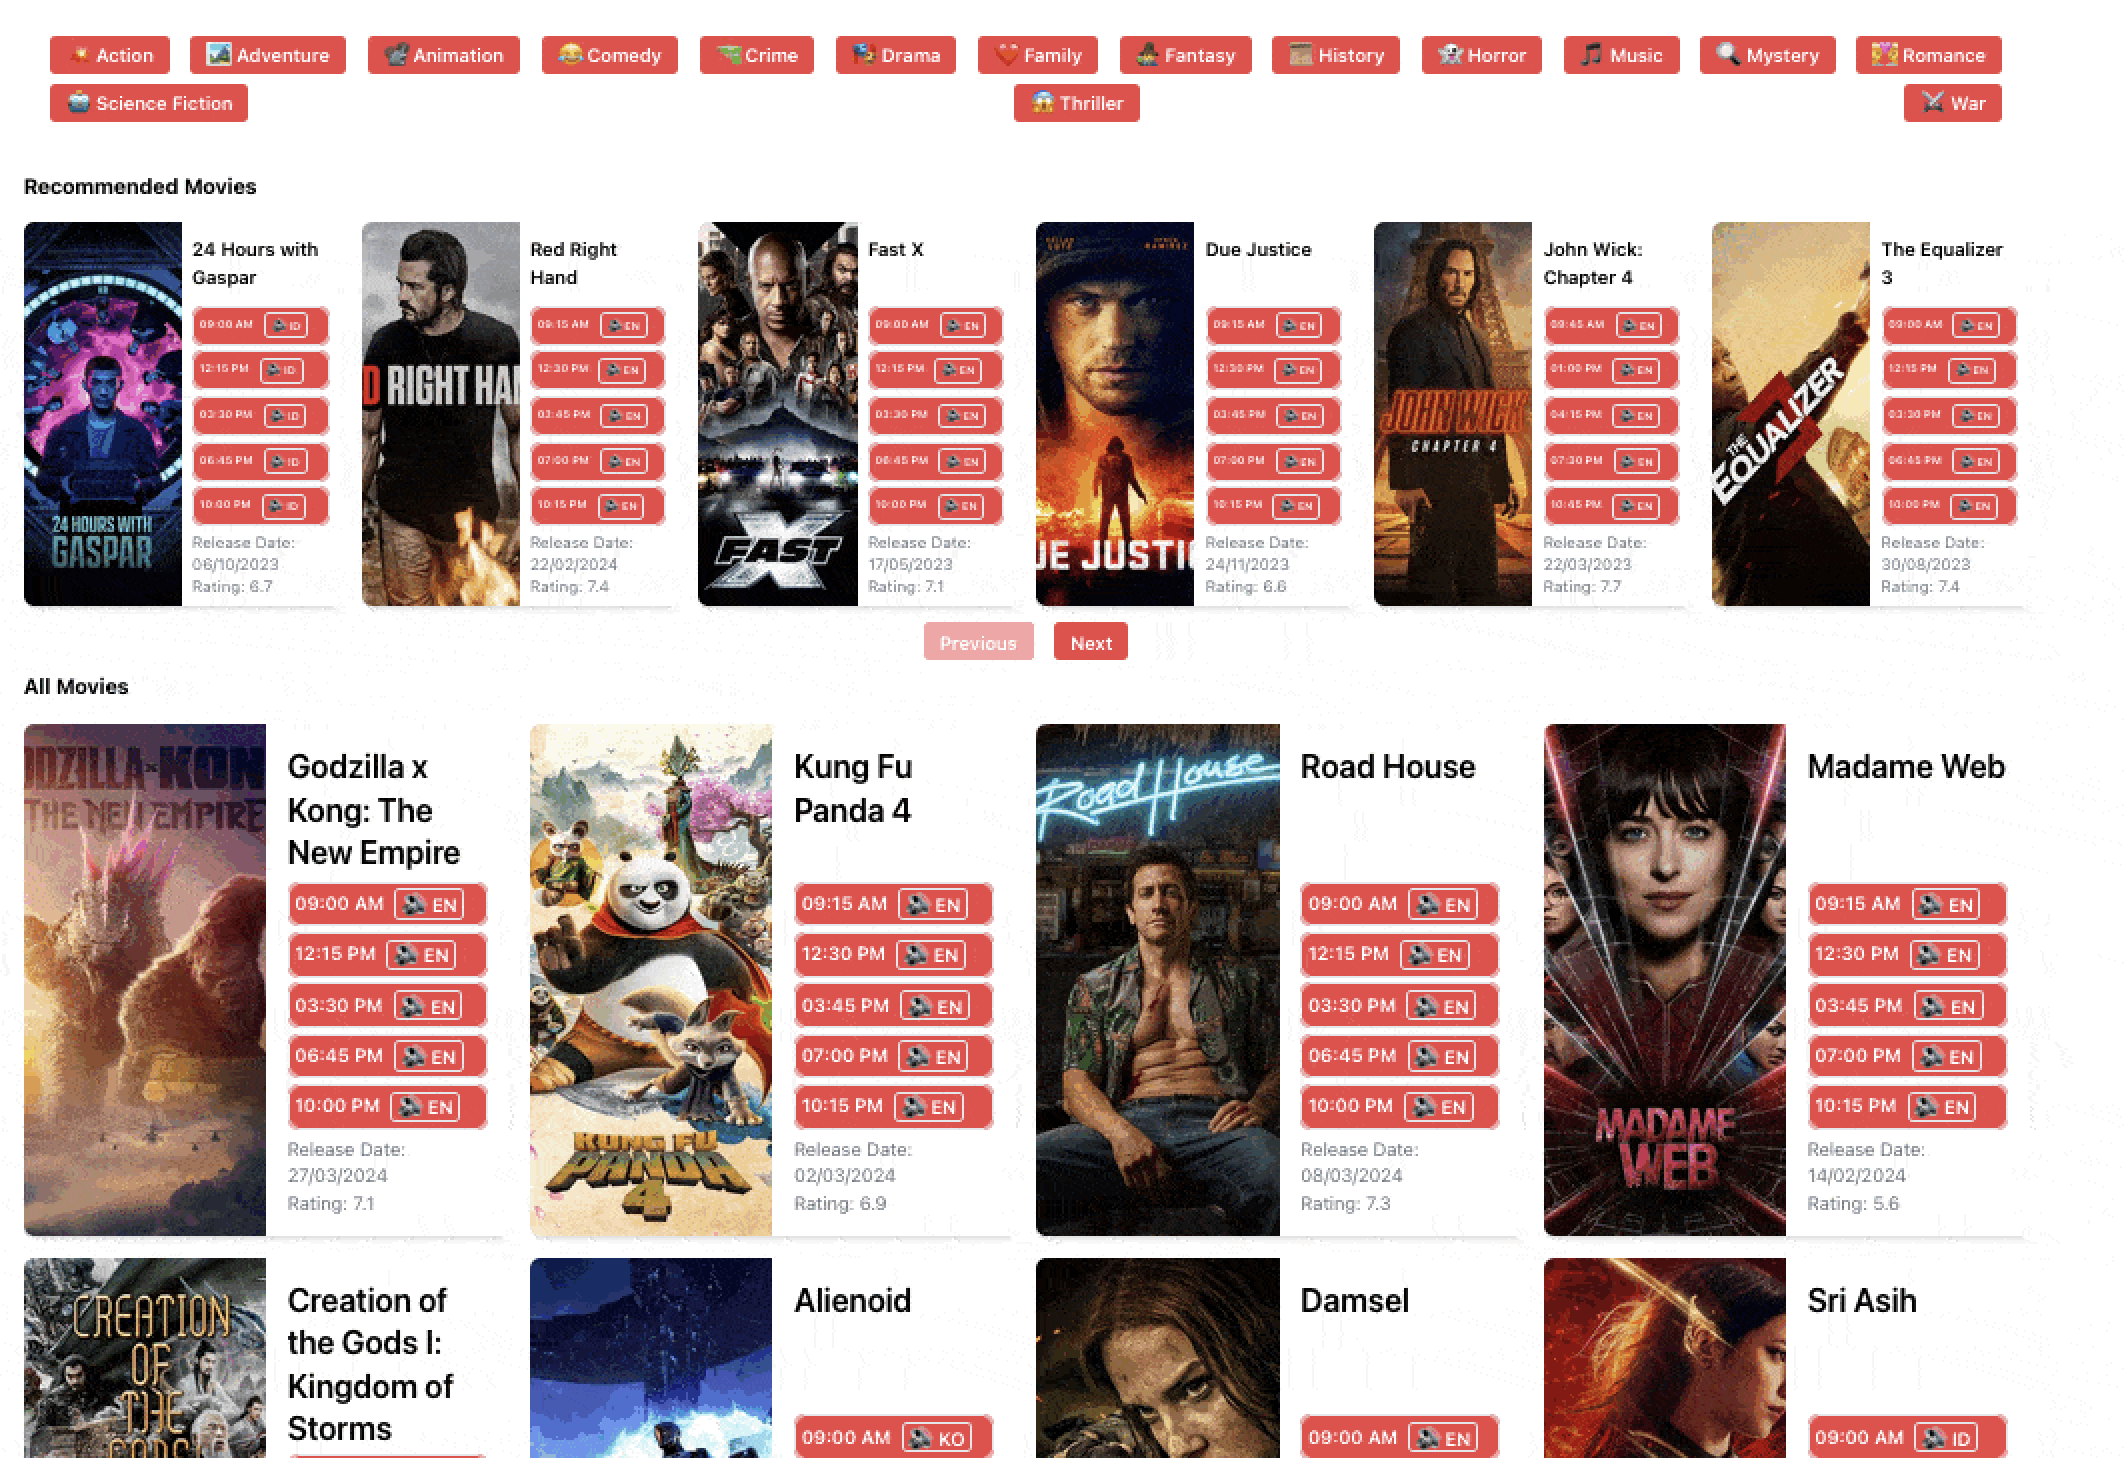 Action
Adventure
Animation
Comedy
Crime
Drama
Family
Fantasy
History
Horror
Music
Mystery
Romance
Science Fiction
Thriller
War
Recommended Movies
24 HOURS WITH
GASPAR
24 Hours with
Gaspar
09:00 AM ID
12:15 PM ID
03:30 PM ID
06:45 PM ID
10:00 PM ID
Release Date:
06/10/2023
Rating: 6.7
D RIGHT HAN
Red Right
Hand
09:15 AM EN
12:30 PM EN
03:45 PM EN
07:00 PM EN
10:15 PM EN
Release Date:
22/02/2024
Rating: 7.4
FAST
X
Fast X
09:00 AM EN
12:15 PM EN
03:30 PM EN
06:45 PM EN
10:00 PM EN
Release Date:
17/05/2023
Rating: 7.1
UE JUSTIC
Due Justice
09:15 AM EN
12:30 PM EN
03:45 PM EN
07:00 PM EN
10:15 PM EN
Release Date:
24/11/2023
Rating: 6.6
JOHN WICK
CHAPTER 4
John Wick:
Chapter 4
09:45 AM EN
01:00 PM EN
04:15 PM EN
07:30 PM EN
10:45 PM EN
Release Date:
22/03/2023
Rating: 7.7
THE
EQUALIZER
3
The Equalizer
3
09:00 AM EN
12:15 PM EN
03:30 PM EN
06:45 PM EN
10:00 PM EN
Release Date:
30/08/2023
Rating: 7.4
Previous
Next
All Movies
ODZILLA x KON
THE NEW EMPIRE
Godzilla x
Kong: The
New Empire
09:00 AM EN
12:15 PM EN
03:30 PM EN
06:45 PM EN
10:00 PM EN
Release Date:
27/03/2024
Rating: 7.1
KUNG FU
PANDA
4
Kung Fu
Panda 4
09:15 AM EN
12:30 PM EN
03:45 PM EN
07:00 PM EN
10:15 PM EN
Release Date:
02/03/2024
Rating: 6.9
Road House
Road House
09:00 AM EN
12:15 PM EN
03:30 PM EN
06:45 PM EN
10:00 PM EN
Release Date:
08/03/2024
Rating: 7.3
MADAME
WEB
Madame Web
09:15 AM EN
12:30 PM EN
03:45 PM EN
07:00 PM EN
10:15 PM EN
Release Date:
14/02/2024
Rating: 5.6
CREATION
OF
THE
GODS
Creation of
the Gods I:
Kingdom of
Storms
Alienoid
09:00 AM KO
Damsel
09:00 AM EN
Sri Asih
09:00 AM ID